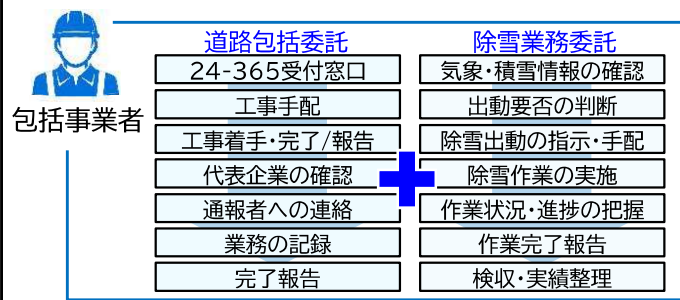 包括事業者
道路包括委託
24-365受付窓口
工事手配
工事着手・完了/報告
代表企業の確認
通報者への連絡
業務の記録
完了報告
除雪業務委託
気象・積雪情報の確認
出動要否の判断
除雪出動の指示・手配
除雪作業の実施
作業状況・進捗の把握
作業完了報告
検収・実績整理